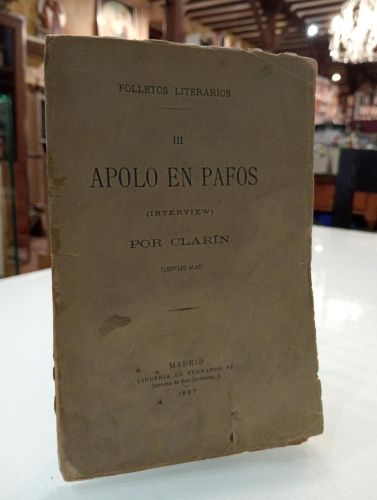 FOLLETOS LITERARIOS
III
APOLO EN PAFOS
(INTERVIEW)
POR CLARÍN
(LEOPOLDO ALAS)
MADRID
LIBRERÍA DE FERNANDO FE
Carrera de San Jerónimo, 2.
1887